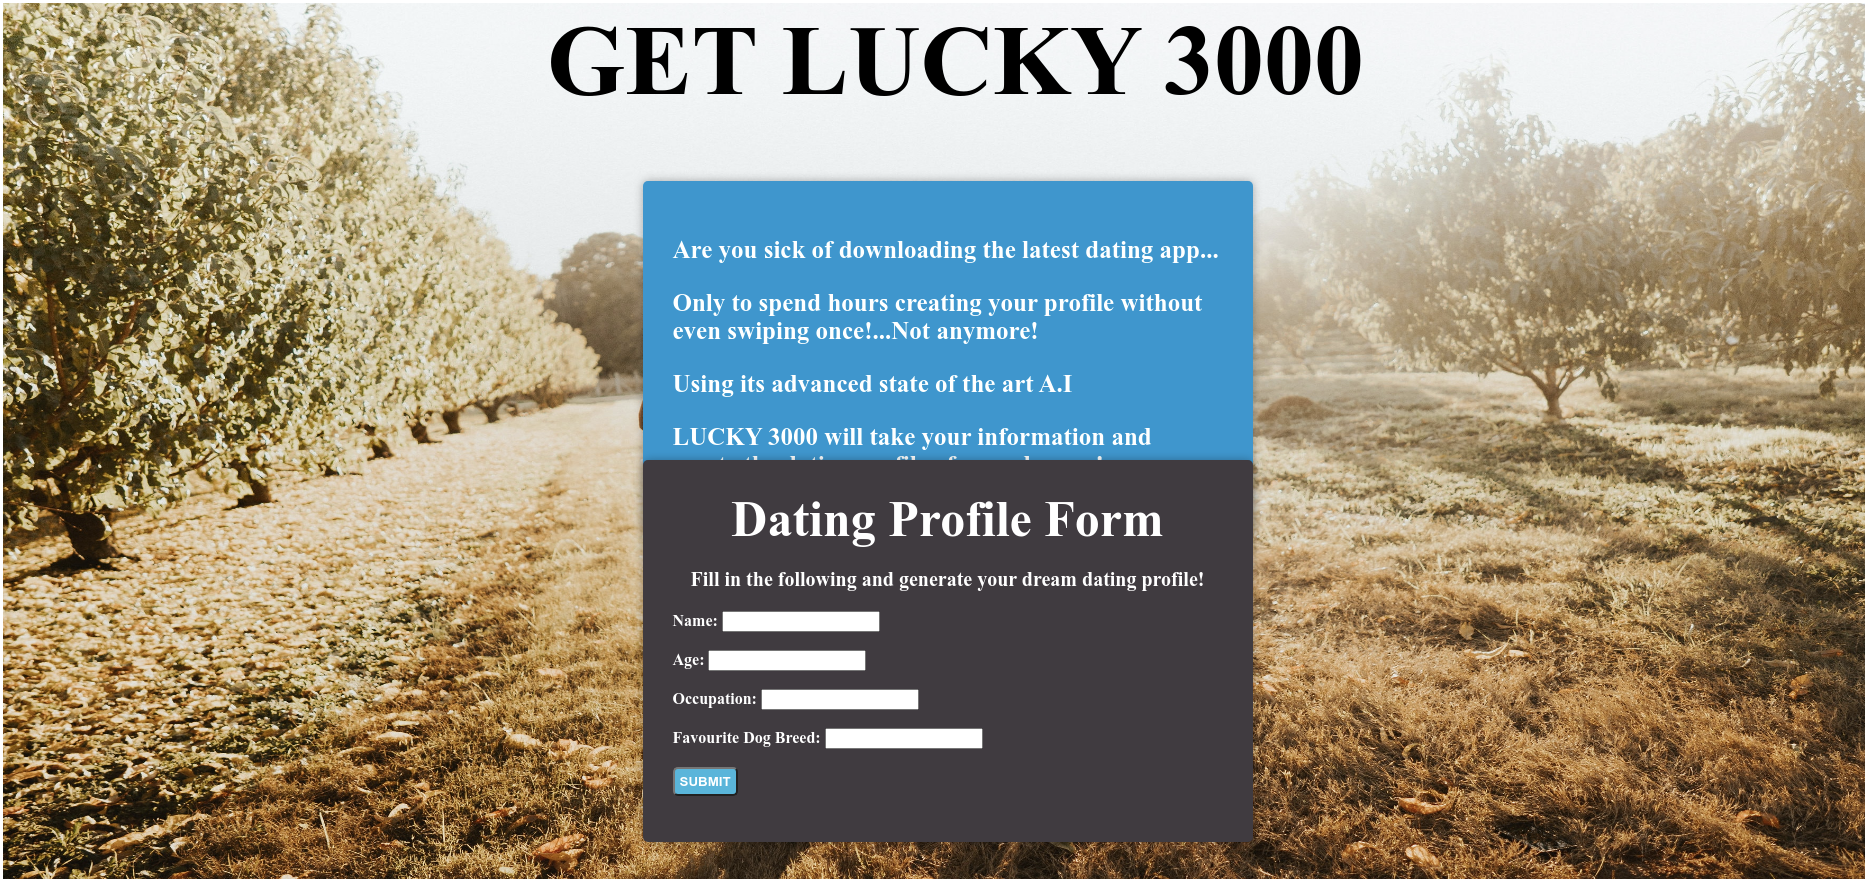 GET LUCKY 3000
Are you sick of downloading the latest dating app...
Only to spend hours creating your profile without
even swiping once!...Not anymore!
Using its advanced state of the art A.I
LUCKY 3000 will take your information and
Dating Profile Form
Fill in the following and generate your dream dating profile!
Name:
Age:
Occupation:
Favourite Dog Breed:
SUBMIT